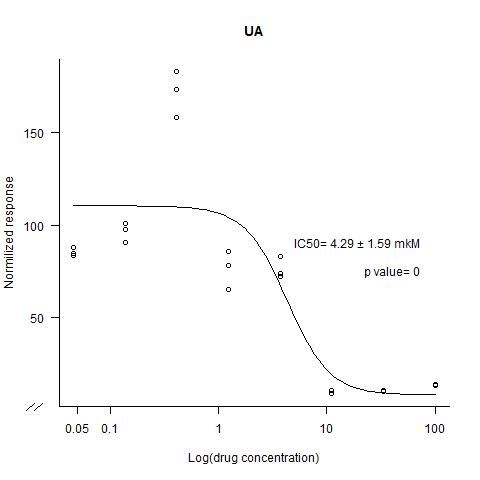 UA
Normilized response
150
100
50
IC50= 4.29 ± 1.59 mkM
p value= 0
0.05 0.1 1 10 100
Log(drug concentration)